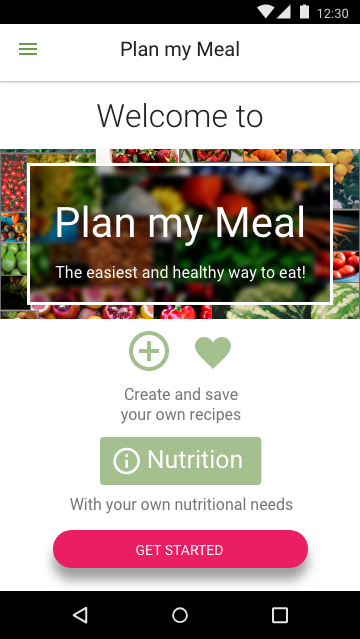 12:30
Plan my Meal
Welcome to
Plan my Meal
The easiest and healthy way to eat!
Create and save
your own recipes
Nutrition
With your own nutritional needs
GET STARTED